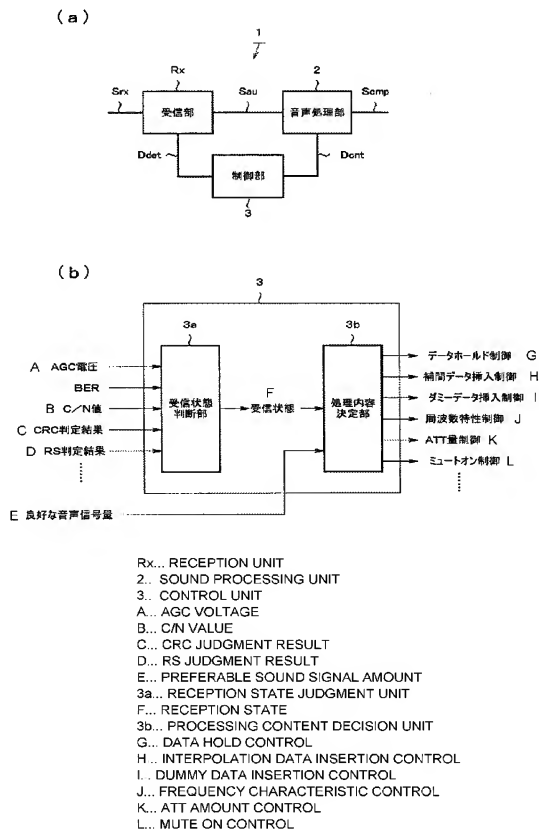 (a)
1
Rx
2
Srx
受信部
Sau
音声処理部
Scmp
Ddet
制御部
Dcnt
3
(b)
3
3a
3b
A AGC電圧
BER
B C/N値
C CRC判定結果
D RS判定結果
受信状態判断部
F
受信状態
処理内容決定部
データホールド制御 G
補間データ挿入制御 H
ダミーデータ挿入制御 I
周波数特性制御 J
ATT量制御 K
ミュートオン制御 L
E 良好な音声信号量
Rx... RECEPTION UNIT
2.. SOUND PROCESSING UNIT
3.. CONTROL UNIT
A... AGC VOLTAGE
B... C/N VALUE
C... CRC JUDGMENT RESULT
D... RS JUDGMENT RESULT
E... PREFERABLE SOUND SIGNAL AMOUNT
3a... RECEPTION STATE JUDGMENT UNIT
F... RECEPTION STATE
3b... PROCESSING CONTENT DECISION UNIT
G... DATA HOLD CONTROL
H... INTERPOLATION DATA INSERTION CONTROL
I.. DUMMY DATA INSERTION CONTROL
J... FREQUENCY CHARACTERISTIC CONTROL
K... ATT AMOUNT CONTROL
L... MUTE ON CONTROL